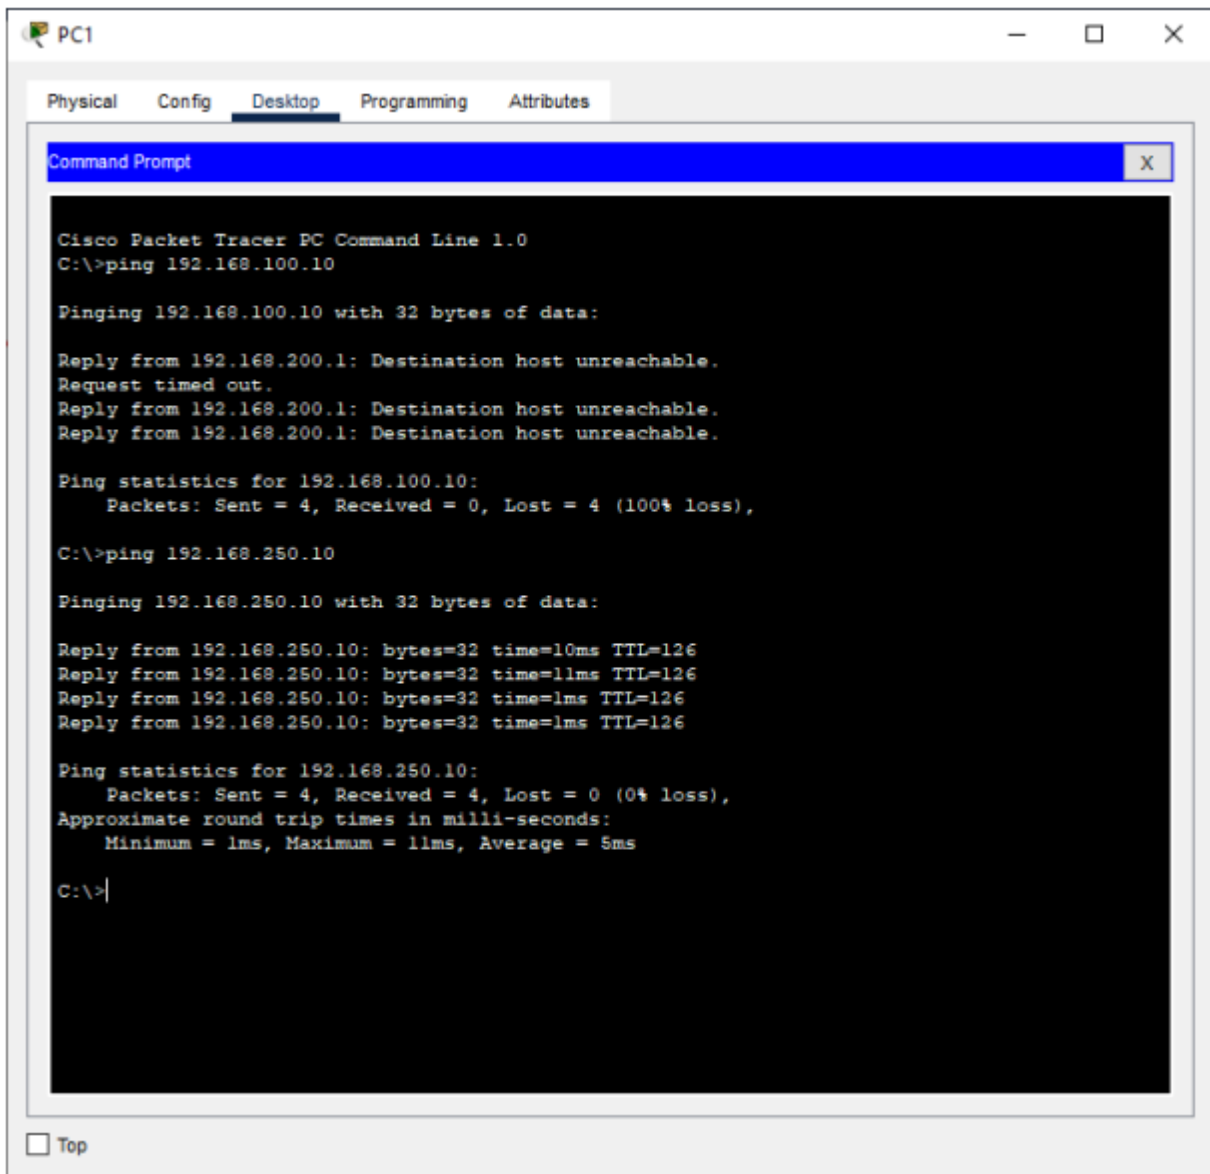 PC1
Physical Config Desktop Programming Attributes
Command Prompt
X
Cisco Packet Tracer PC Command Line 1.0
C:\>ping 192.168.100.10
Pinging 192.168.100.10 with 32 bytes of data:
Reply from 192.168.200.1: Destination host unreachable.
Request timed out.
Reply from 192.168.200.1: Destination host unreachable.
Reply from 192.168.200.1: Destination host unreachable.
Ping statistics for 192.168.100.10:
Packets: Sent = 4, Received = 0, Lost = 4 (100% loss),
C:\>ping 192.168.250.10
Pinging 192.168.250.10 with 32 bytes of data:
Reply from 192.168.250.10: bytes=32 time=10ms TTL=126
Reply from 192.168.250.10: bytes=32 time=11ms TTL=126
Reply from 192.168.250.10: bytes=32 time=1ms TTL=126
Reply from 192.168.250.10: bytes=32 time=1ms TTL=126
Ping statistics for 192.168.250.10:
Packets: Sent = 4, Received = 4, Lost = 0 (0% loss),
Approximate round trip times in milli-seconds:
Minimum = 1ms, Maximum = 11ms, Average = 5ms
C:\>
Top